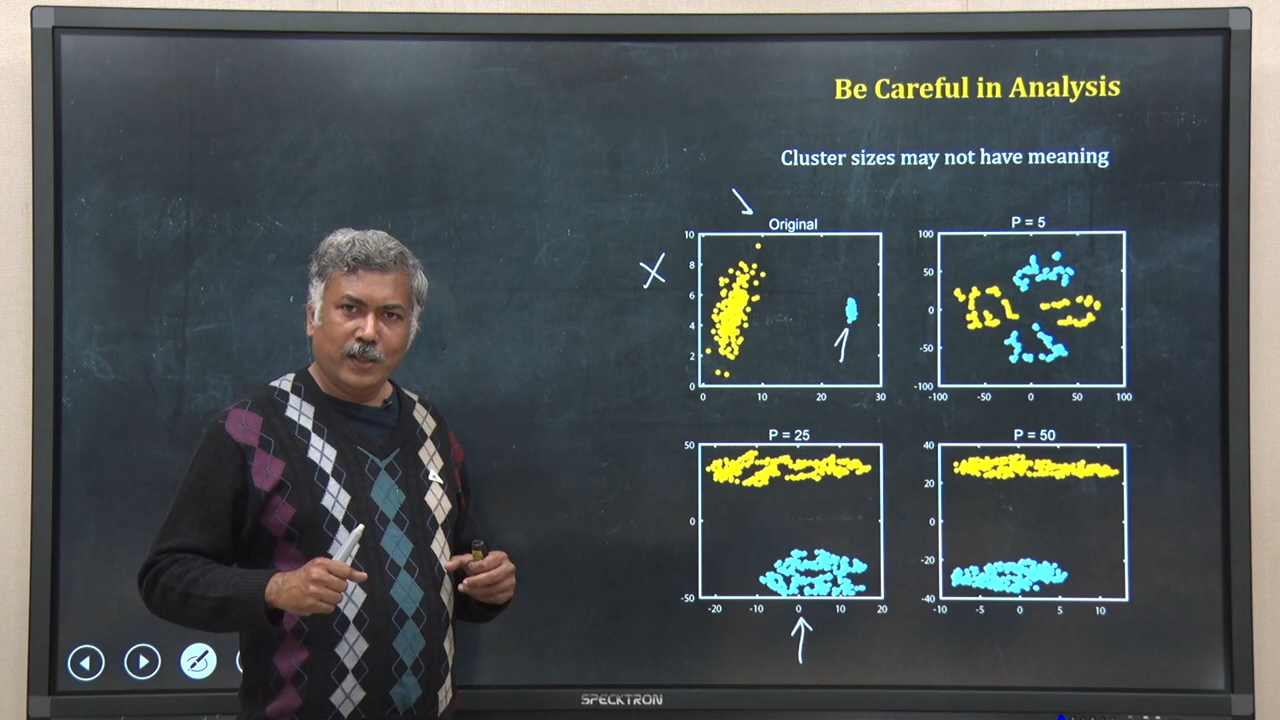 Be Careful in Analysis
Cluster sizes may not have meaning
X
Original
10
8
6
4
2
0
0 10 20 30
P = 5
100
50
0
-50
-100
-100 -50 0 50 100
P = 25
50
0
-50
-20 -10 0 10 20
P = 50
40
20
0
-20
-40
-10 -5 0 5 10
SPECKTRON